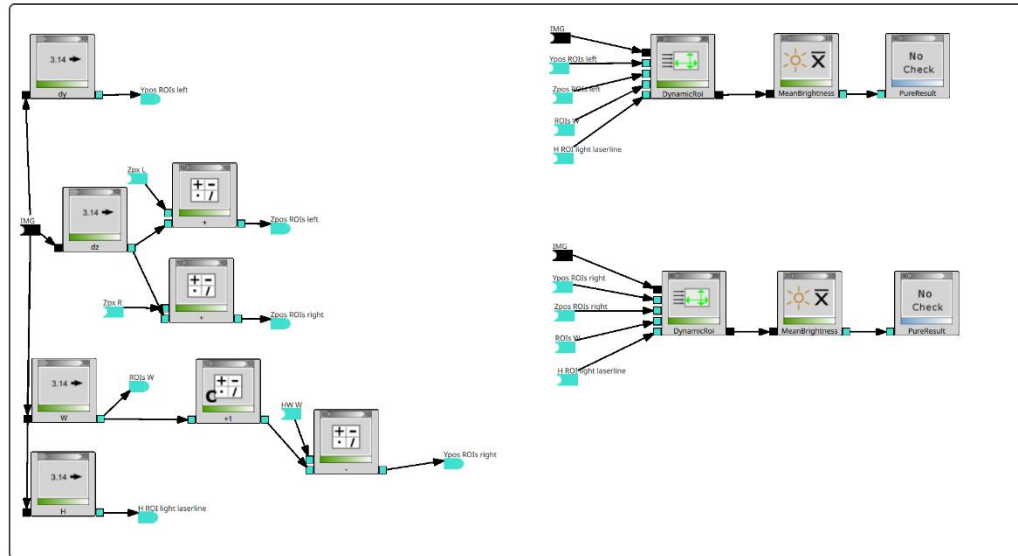 3.14
dy
Ypos ROIs left
Zpx L
+
Zpos ROIs left
IMG
3.14
dz
Zpx R
+
Zpos ROIs right
3.14
W
ROIs W
C
+1
HW W
-
Ypos ROIs right
3.14
H
H ROI light laserline
IMG
Ypos ROIs left
Zpos ROIs left
ROIs W
H ROI light laserline
DynamicRoi
X
MeanBrightness
No
Check
PureResult
IMG
Ypos ROIs right
Zpos ROIs right
ROIs W
H ROI light laserline
DynamicRoi
X
MeanBrightness
No
Check
PureResult